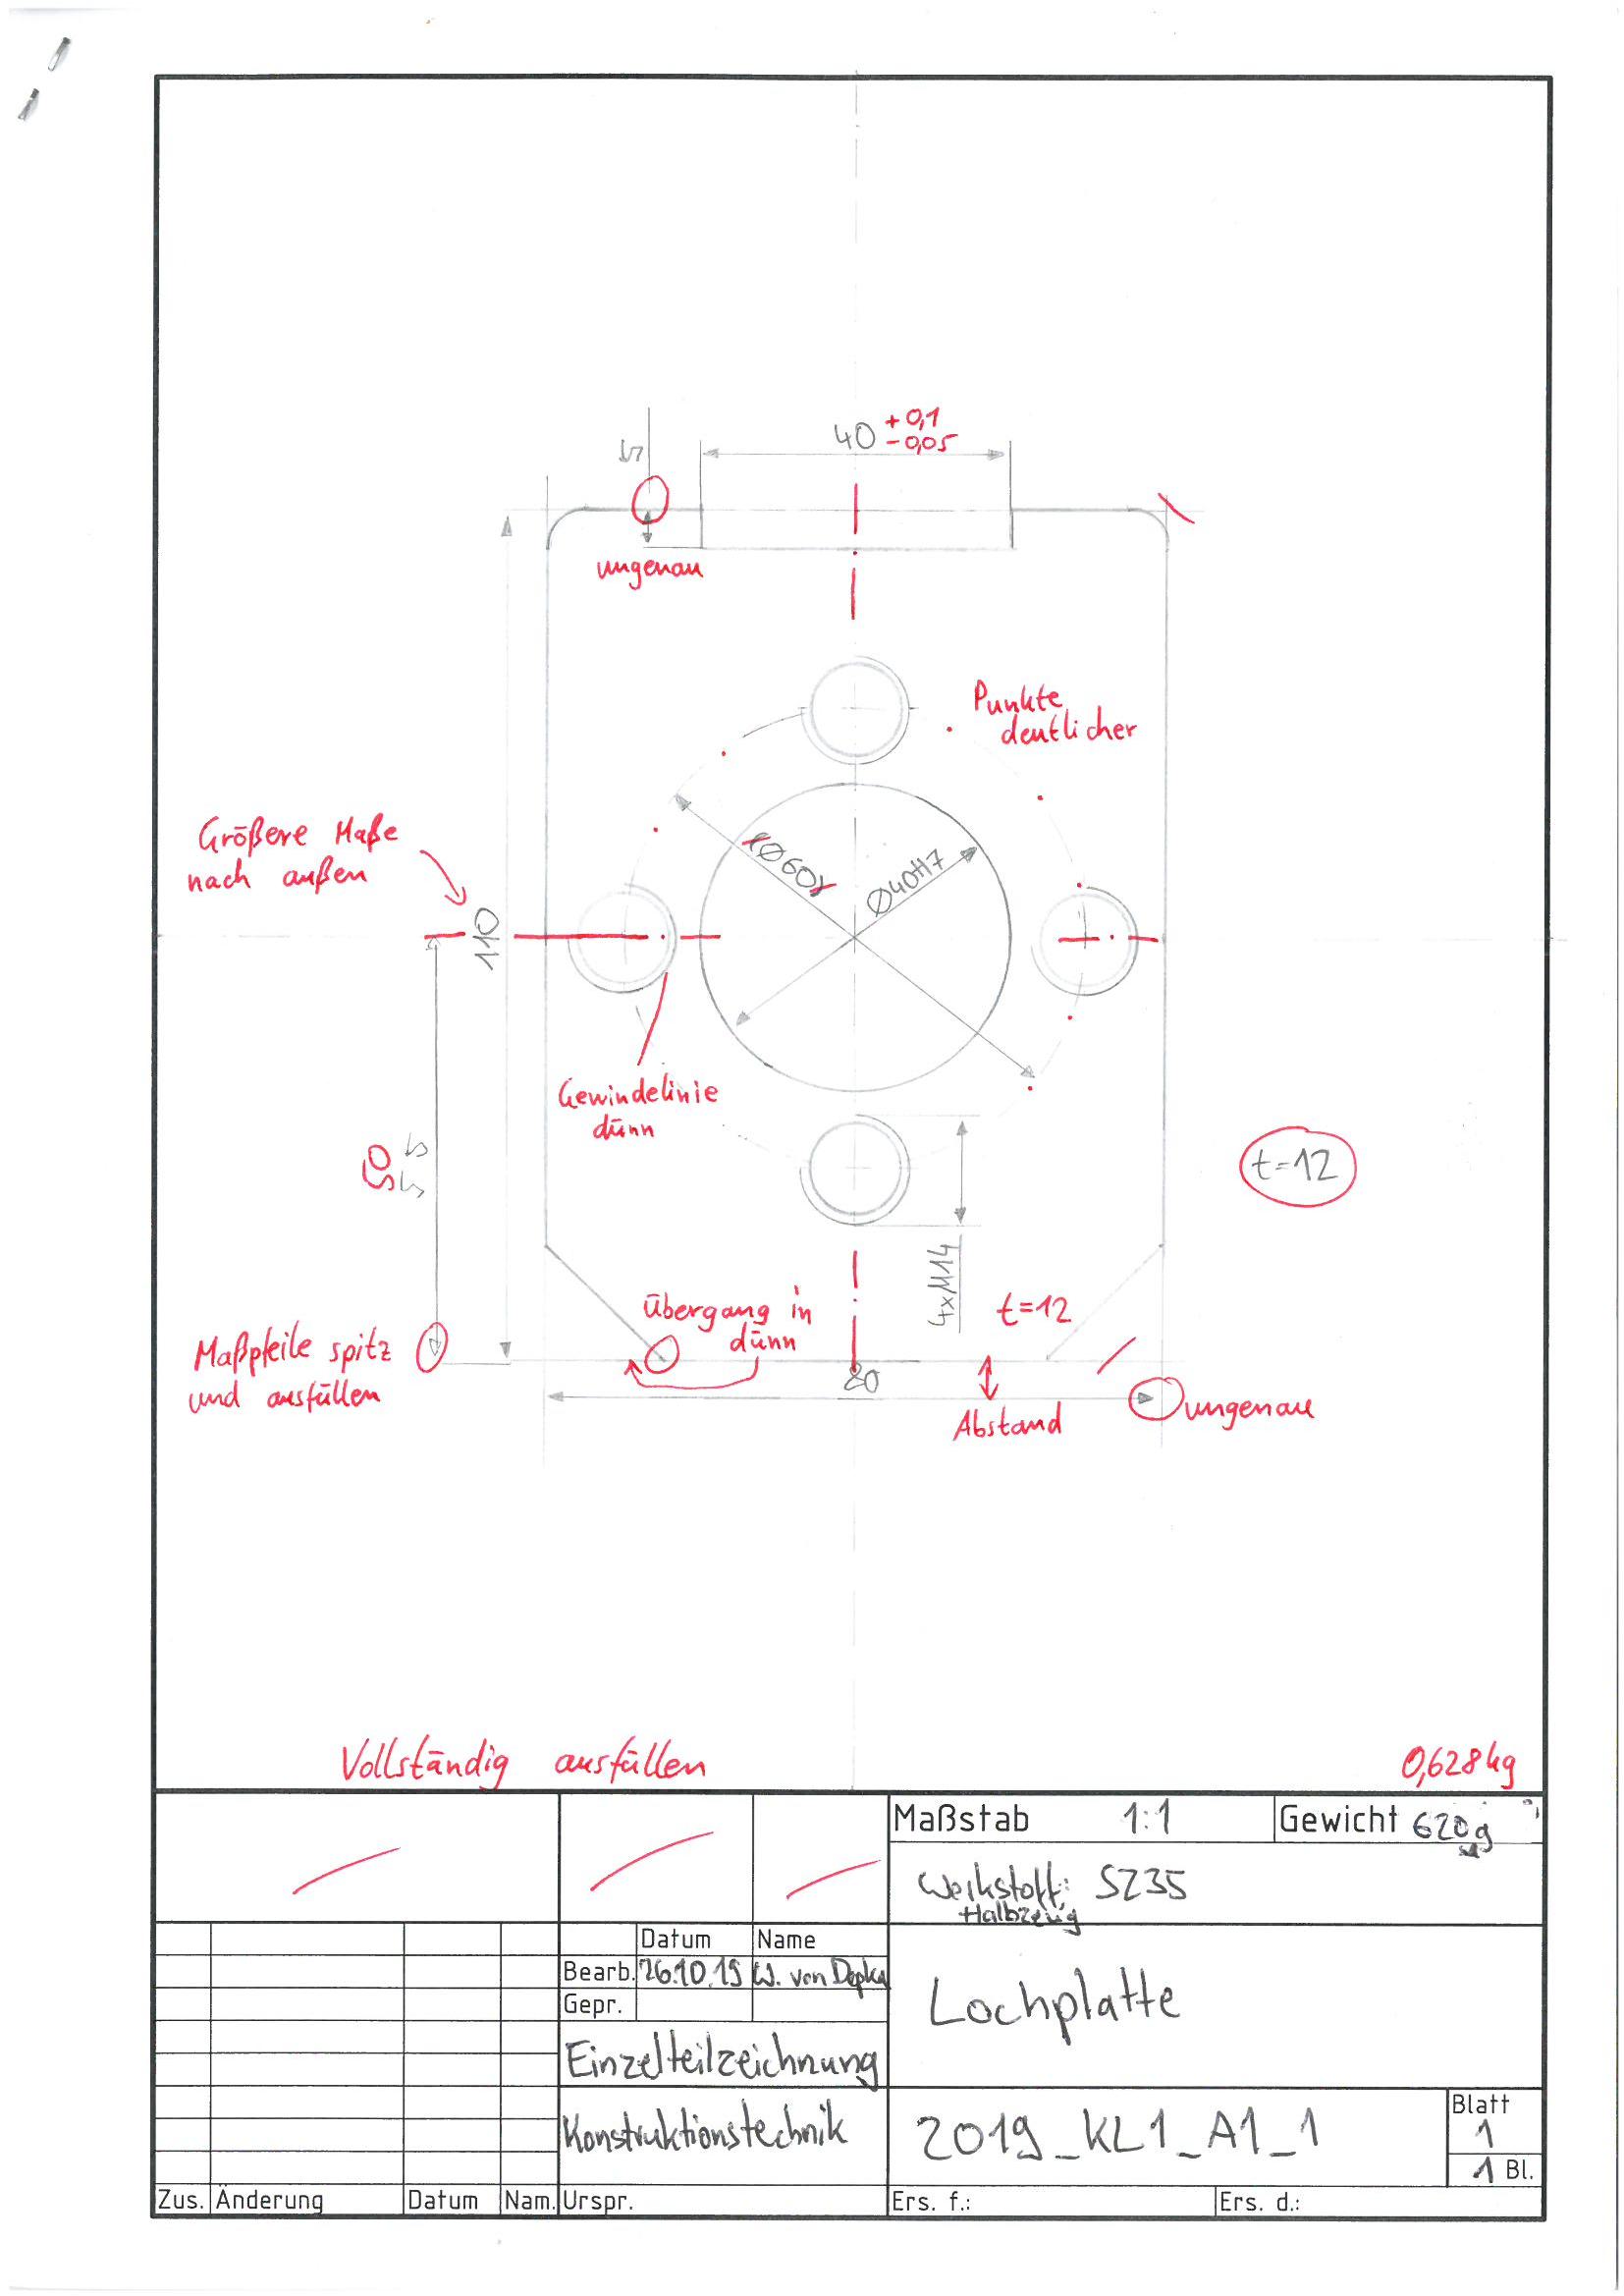 40 +0,1
-0,05
5
ungenau
Punkte
deutlicher
Größere Maße
nach außen
(Ø60)
Ø40H7
110
Gewindelinie
dünn
55
50
t=12
4xM14
Übergang in
dünn
t=12
Maßpfeile spitz
und ausfüllen
80
Abstand
ungenau
Vollständig ausfüllen
0,628kg
Maßstab 1:1
Gewicht 620g
Werkstoff: S235
Halbzeug
Datum Name
Bearb. 26.10.19 W. von Depka
Gepr.
Lochplatte
Einzelteilzeichnung
Konstruktionstechnik
2019_KL1_A1_1
Blatt
1
1 Bl.
Zus. Änderung Datum Nam. Urspr. Ers. f.: Ers. d.: